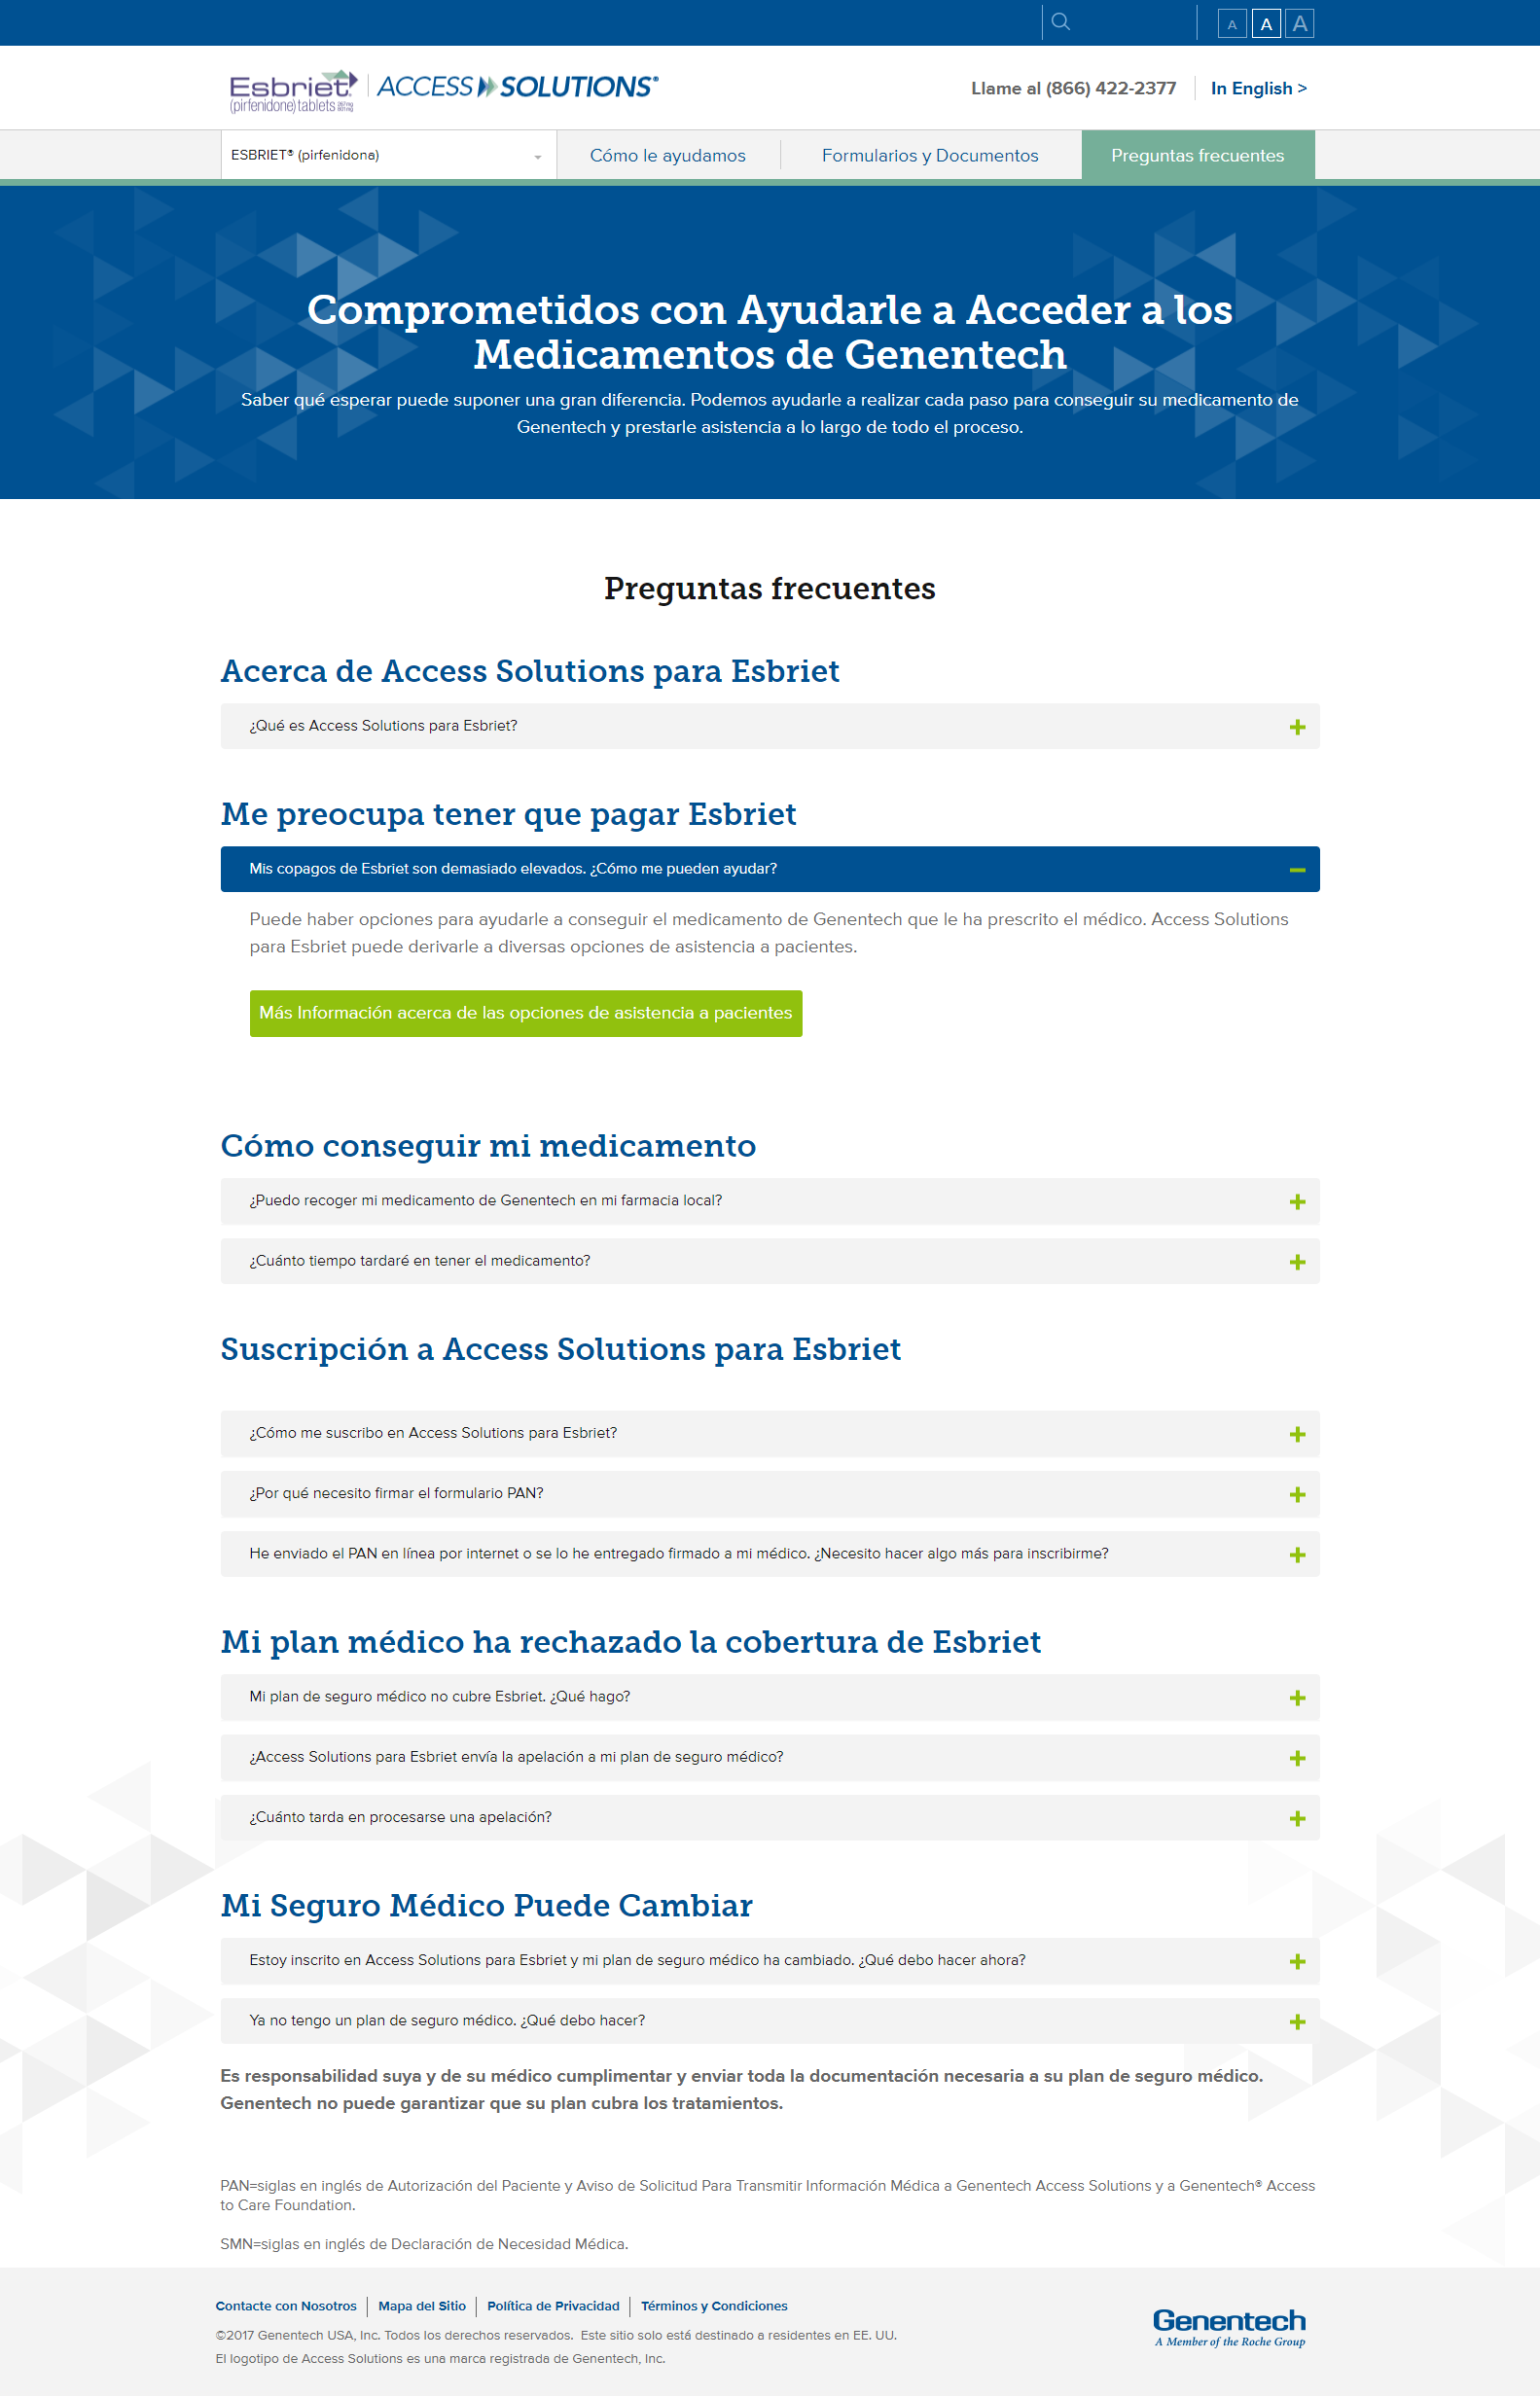 A A A
Esbriet®
(pirfenidone) tablets
ACCESS SOLUTIONS®
Llame al (866) 422-2377
In English >
ESBRIET® (pirfenidona)
Cómo le ayudamos
Formularios y Documentos
Preguntas frecuentes
Comprometidos con Ayudarle a Acceder a los
Medicamentos de Genentech
Saber qué esperar puede suponer una gran diferencia. Podemos ayudarle a realizar cada paso para conseguir su medicamento de
Genentech y prestarle asistencia a lo largo de todo el proceso.
Preguntas frecuentes
Acerca de Access Solutions para Esbriet
¿Qué es Access Solutions para Esbriet?
Me preocupa tener que pagar Esbriet
Mis copagos de Esbriet son demasiado elevados. ¿Cómo me pueden ayudar?
Puede haber opciones para ayudarle a conseguir el medicamento de Genentech que le ha prescrito el médico. Access Solutions
para Esbriet puede derivarle a diversas opciones de asistencia a pacientes.
Más Información acerca de las opciones de asistencia a pacientes
Cómo conseguir mi medicamento
¿Puedo recoger mi medicamento de Genentech en mi farmacia local?
¿Cuánto tiempo tardaré en tener el medicamento?
Suscripción a Access Solutions para Esbriet
¿Cómo me suscribo en Access Solutions para Esbriet?
¿Por qué necesito firmar el formulario PAN?
He enviado el PAN en línea por internet o se lo he entregado firmado a mi médico. ¿Necesito hacer algo más para inscribirme?
Mi plan médico ha rechazado la cobertura de Esbriet
Mi plan de seguro médico no cubre Esbriet. ¿Qué hago?
¿Access Solutions para Esbriet envía la apelación a mi plan de seguro médico?
¿Cuánto tarda en procesarse una apelación?
Mi Seguro Médico Puede Cambiar
Estoy inscrito en Access Solutions para Esbriet y mi plan de seguro médico ha cambiado. ¿Qué debo hacer ahora?
Ya no tengo un plan de seguro médico. ¿Qué debo hacer?
Es responsabilidad suya y de su médico cumplimentar y enviar toda la documentación necesaria a su plan de seguro médico.
Genentech no puede garantizar que su plan cubra los tratamientos.
PAN=siglas en inglés de Autorización del Paciente y Aviso de Solicitud Para Transmitir Información Médica a Genentech Access Solutions y a Genentech® Access
to Care Foundation.
SMN=siglas en inglés de Declaración de Necesidad Médica.
Contacte con Nosotros
Mapa del Sitio
Política de Privacidad
Términos y Condiciones
©2017 Genentech USA, Inc. Todos los derechos reservados. Este sitio solo está destinado a residentes en EE. UU.
El logotipo de Access Solutions es una marca registrada de Genentech, Inc.
Genentech
A Member of the Roche Group